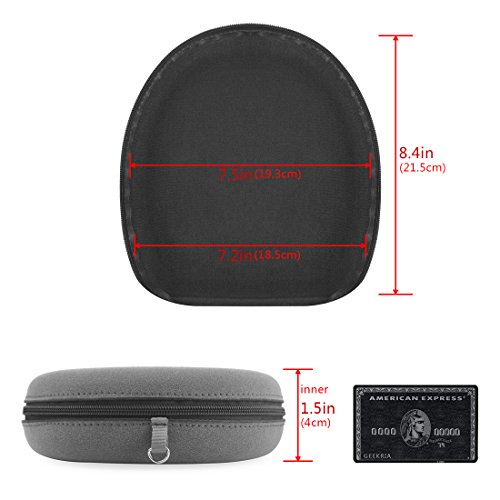 8.4in
(21.5cm)
7.5in(19.3cm)
7.2in(18.5cm)
inner
1.5in
(4cm)
AMERICAN EXPRESS
GEEKRIA